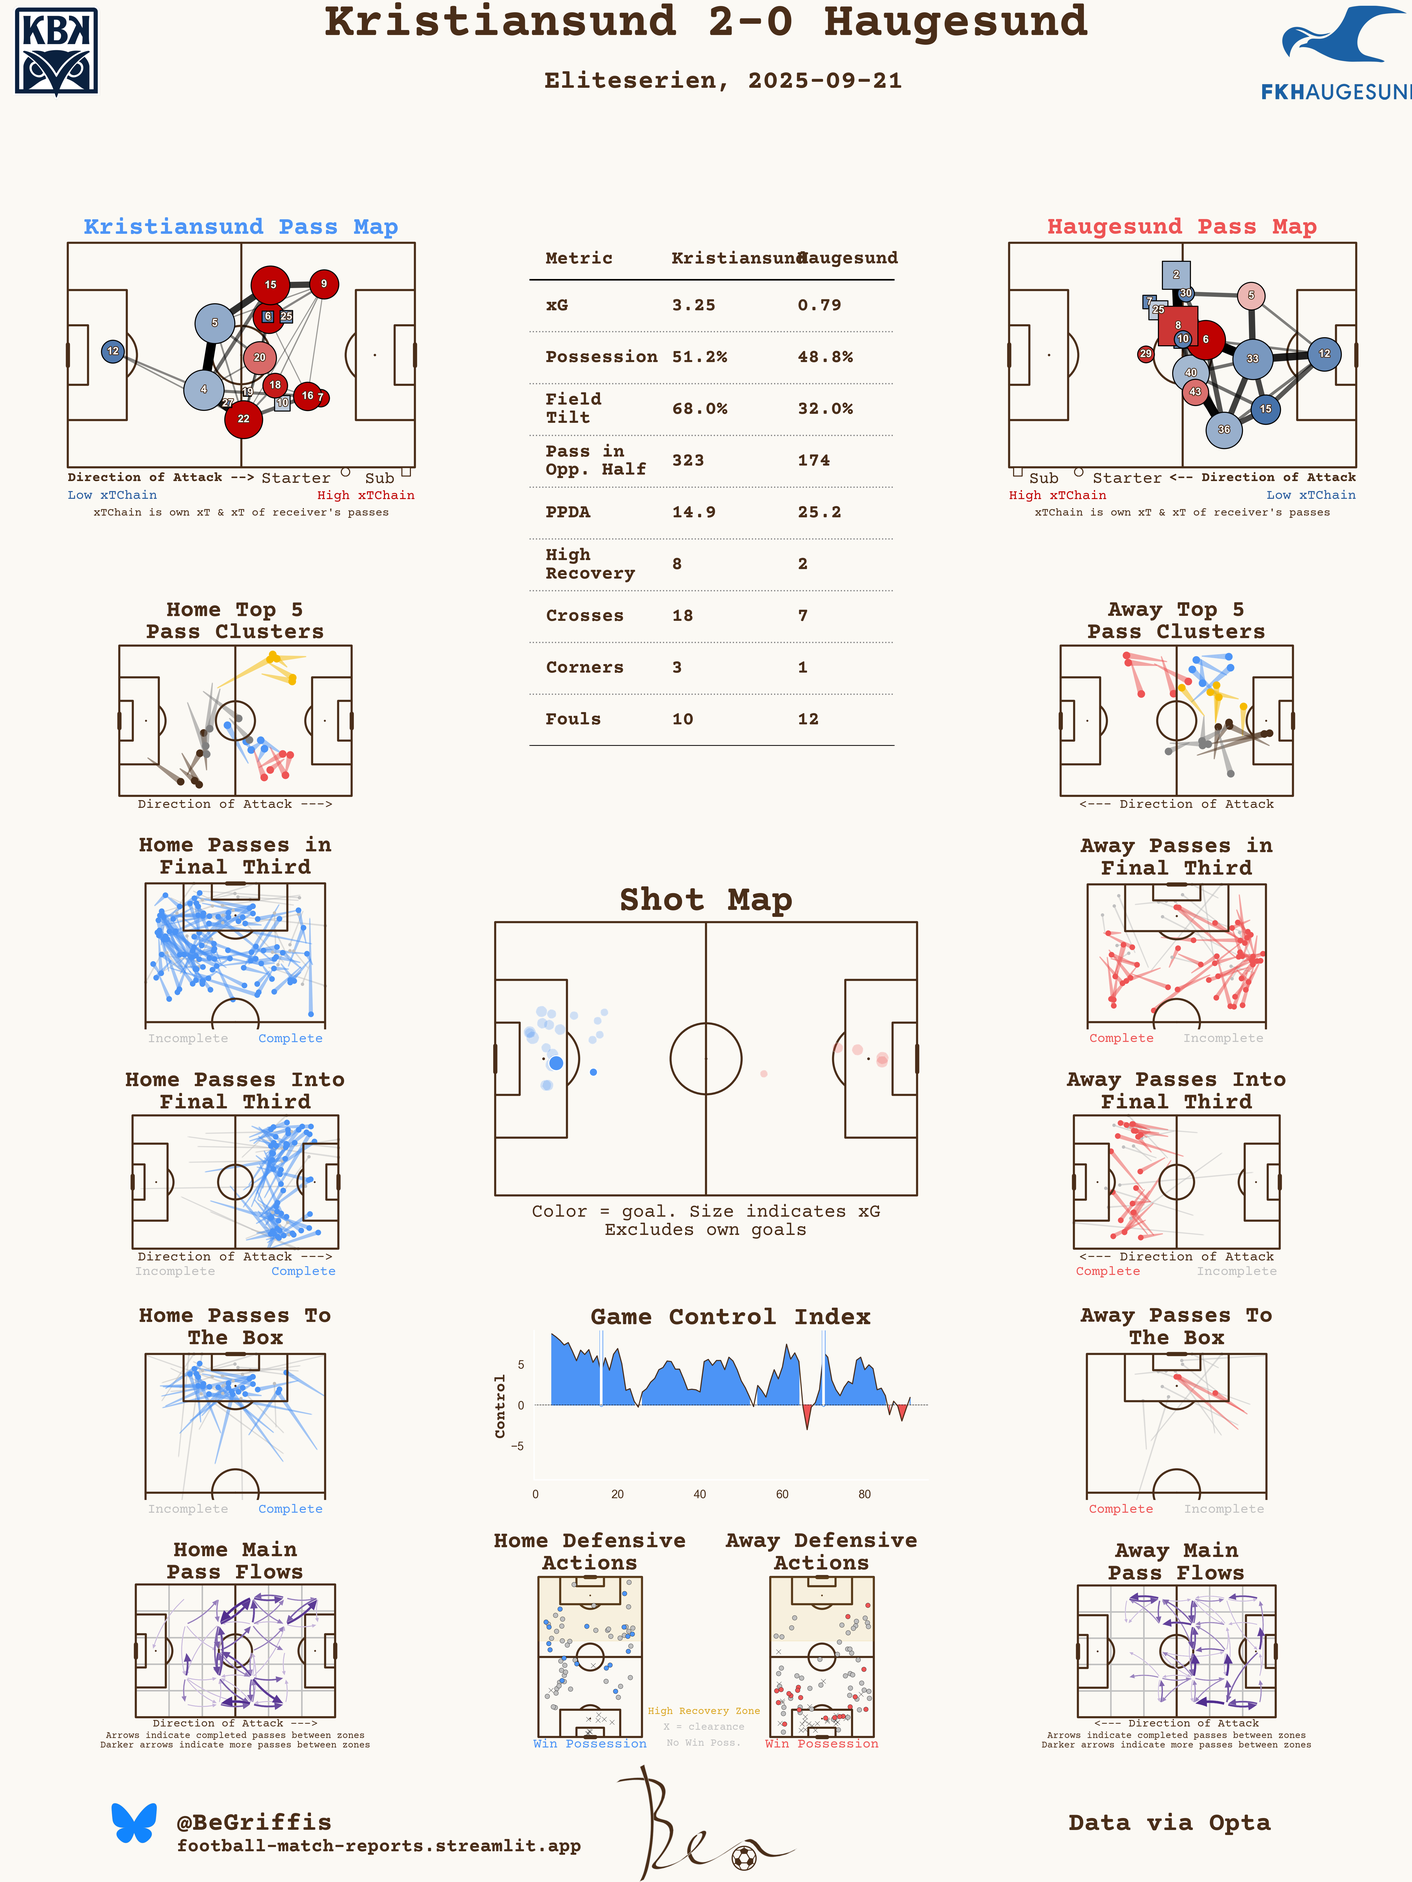 Kristiansund 2-0 Haugesund
Eliteserien, 2025-09-21
KBK
FKHAUGESUN
Kristiansund Pass Map
12
5
4
15
9
6
25
20
18
19
27
10
16
7
22
Direction of Attack --> Starter Sub
Low xTChain High xTChain
xTChain is own xT & xT of receiver's passes
Metric Kristiansund Haugesund
xG 3.25 0.79
Possession 51.2% 48.8%
Field
Tilt 68.0% 32.0%
Pass in
Opp. Half 323 174
PPDA 14.9 25.2
High
Recovery 8 2
Crosses 18 7
Corners 3 1
Fouls 10 12
Haugesund Pass Map
2
7
30
25
5
8
10
6
29
33
12
40
43
15
36
Sub Starter <-- Direction of Attack
High xTChain Low xTChain
xTChain is own xT & xT of receiver's passes
Home Top 5
Pass Clusters
Direction of Attack --->
Away Top 5
Pass Clusters
<--- Direction of Attack
Home Passes in
Final Third
Incomplete Complete
Away Passes in
Final Third
Complete Incomplete
Shot Map
Color = goal. Size indicates xG
Excludes own goals
Home Passes Into
Final Third
Direction of Attack --->
Incomplete Complete
Away Passes Into
Final Third
<--- Direction of Attack
Complete Incomplete
Home Passes To
The Box
Incomplete Complete
Game Control Index
Control
5
0
−5
0 20 40 60 80
Away Passes To
The Box
Complete Incomplete
Home Main
Pass Flows
Direction of Attack --->
Arrows indicate completed passes between zones
Darker arrows indicate more passes between zones
Home Defensive
Actions
Win Possession
High Recovery Zone
X = clearance
No Win Poss.
Away Defensive
Actions
Win Possession
Away Main
Pass Flows
<--- Direction of Attack
Arrows indicate completed passes between zones
Darker arrows indicate more passes between zones
@BeGriffis
football-match-reports.streamlit.app
Ben
Data via Opta